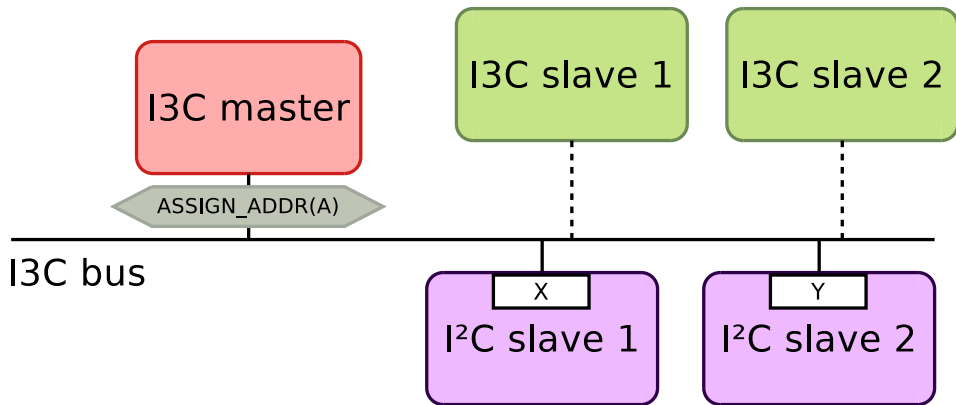 I3C slave 1
I3C slave 2
I3C master
ASSIGN_ADDR(A)
I3C bus
X
Y
I²C slave 1
I²C slave 2